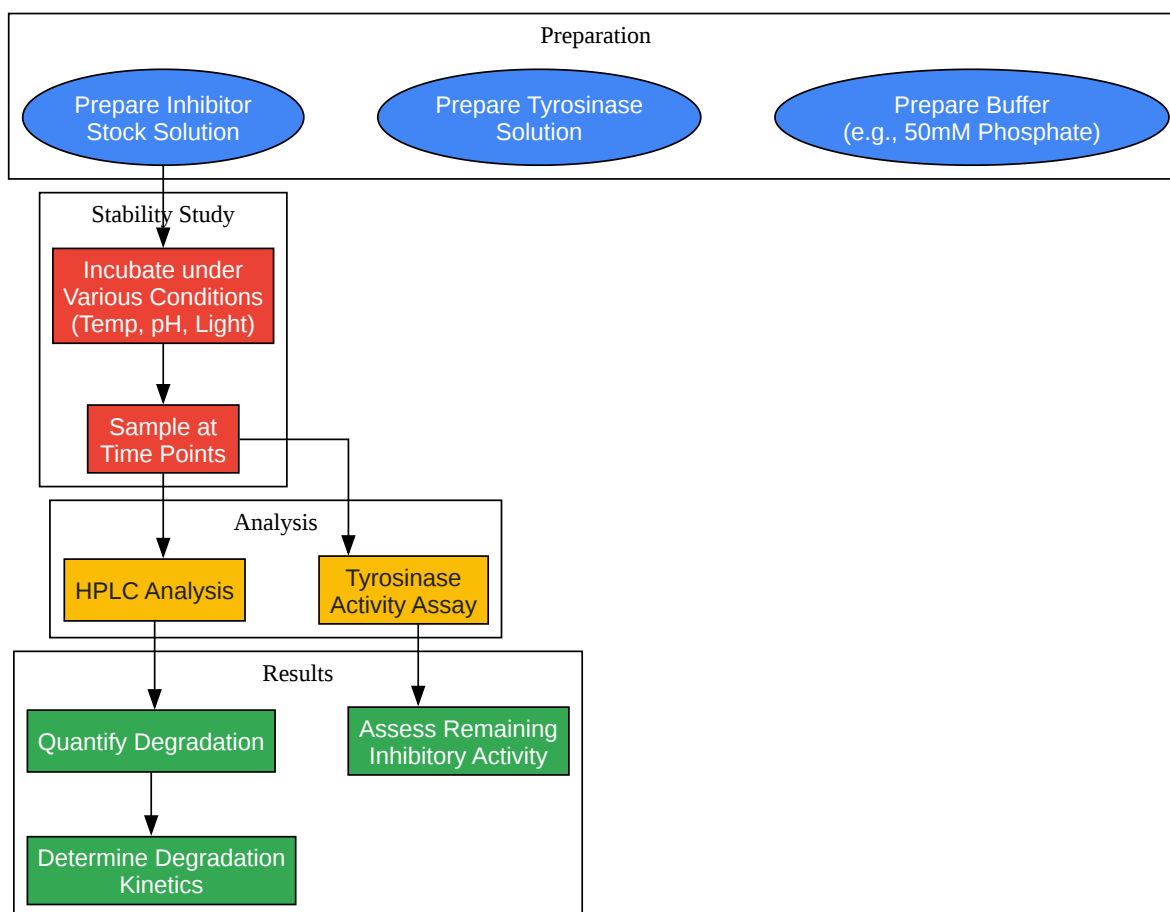 Preparation
Prepare Inhibitor
Stock Solution
Prepare Tyrosinase
Solution
Prepare Buffer
(e.g., 50mM Phosphate)
Stability Study
Incubate under
Various Conditions
(Temp, pH, Light)
Sample at
Time Points
Analysis
HPLC Analysis
Tyrosinase
Activity Assay
Results
Quantify Degradation
Assess Remaining
Inhibitory Activity
Determine Degradation
Kinetics